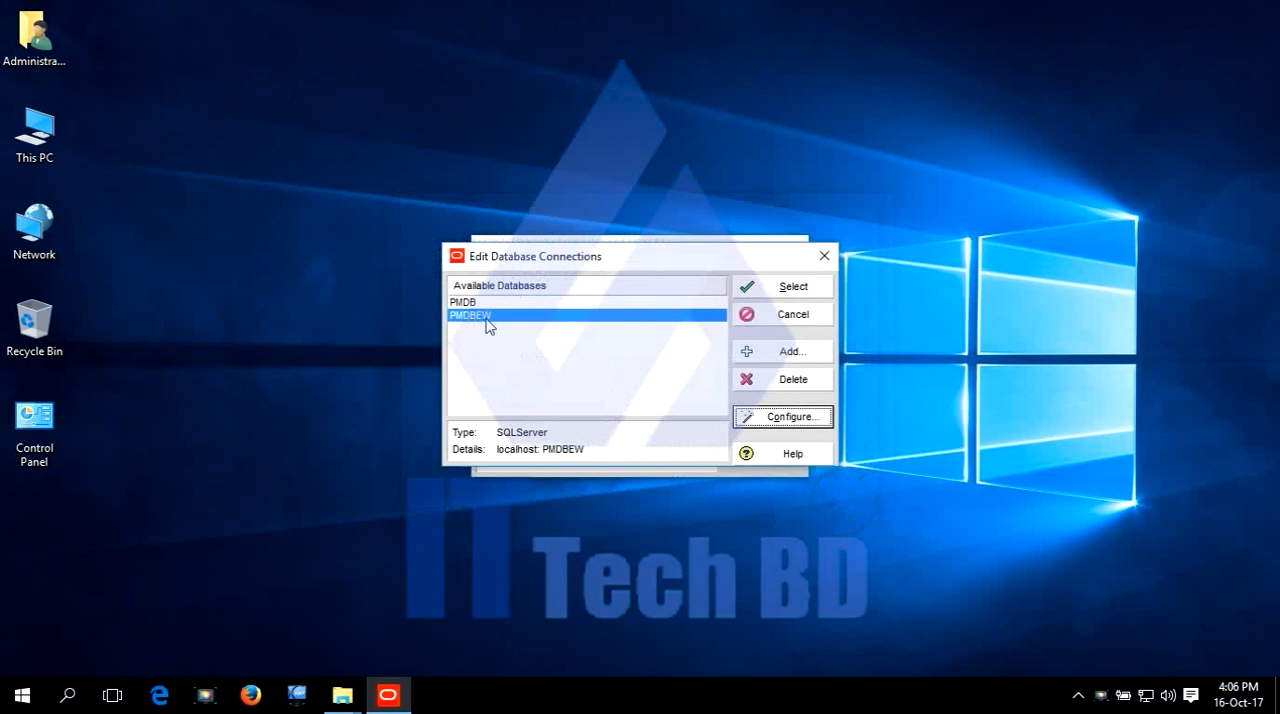 Administra...
This PC
Network
Recycle Bin
Control
Panel
Edit Database Connections
Available Databases
PMDB
PMDBEW
Type: SQLServer
Details: localhost: PMDBEW
Select
Cancel
Add...
Delete
Configure...
Help
IT Tech BD
4:06 PM
16-Oct-17